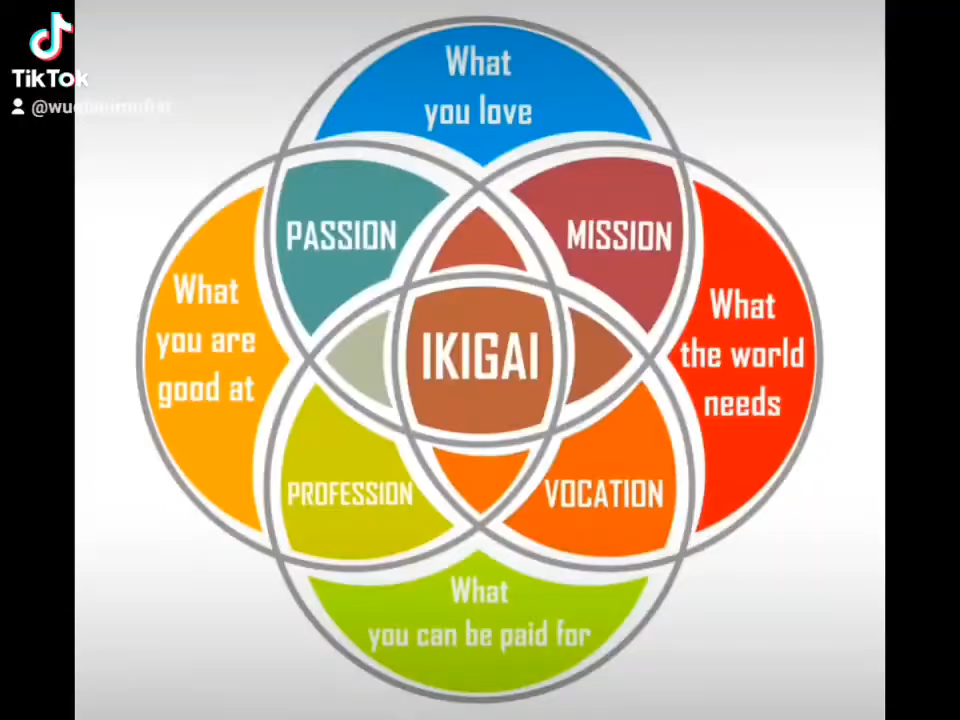 TikTok
What
you love
PASSION
MISSION
What
you are
good at
What
the world
needs
IKIGAI
PROFESSION
VOCATION
What
you can be paid for